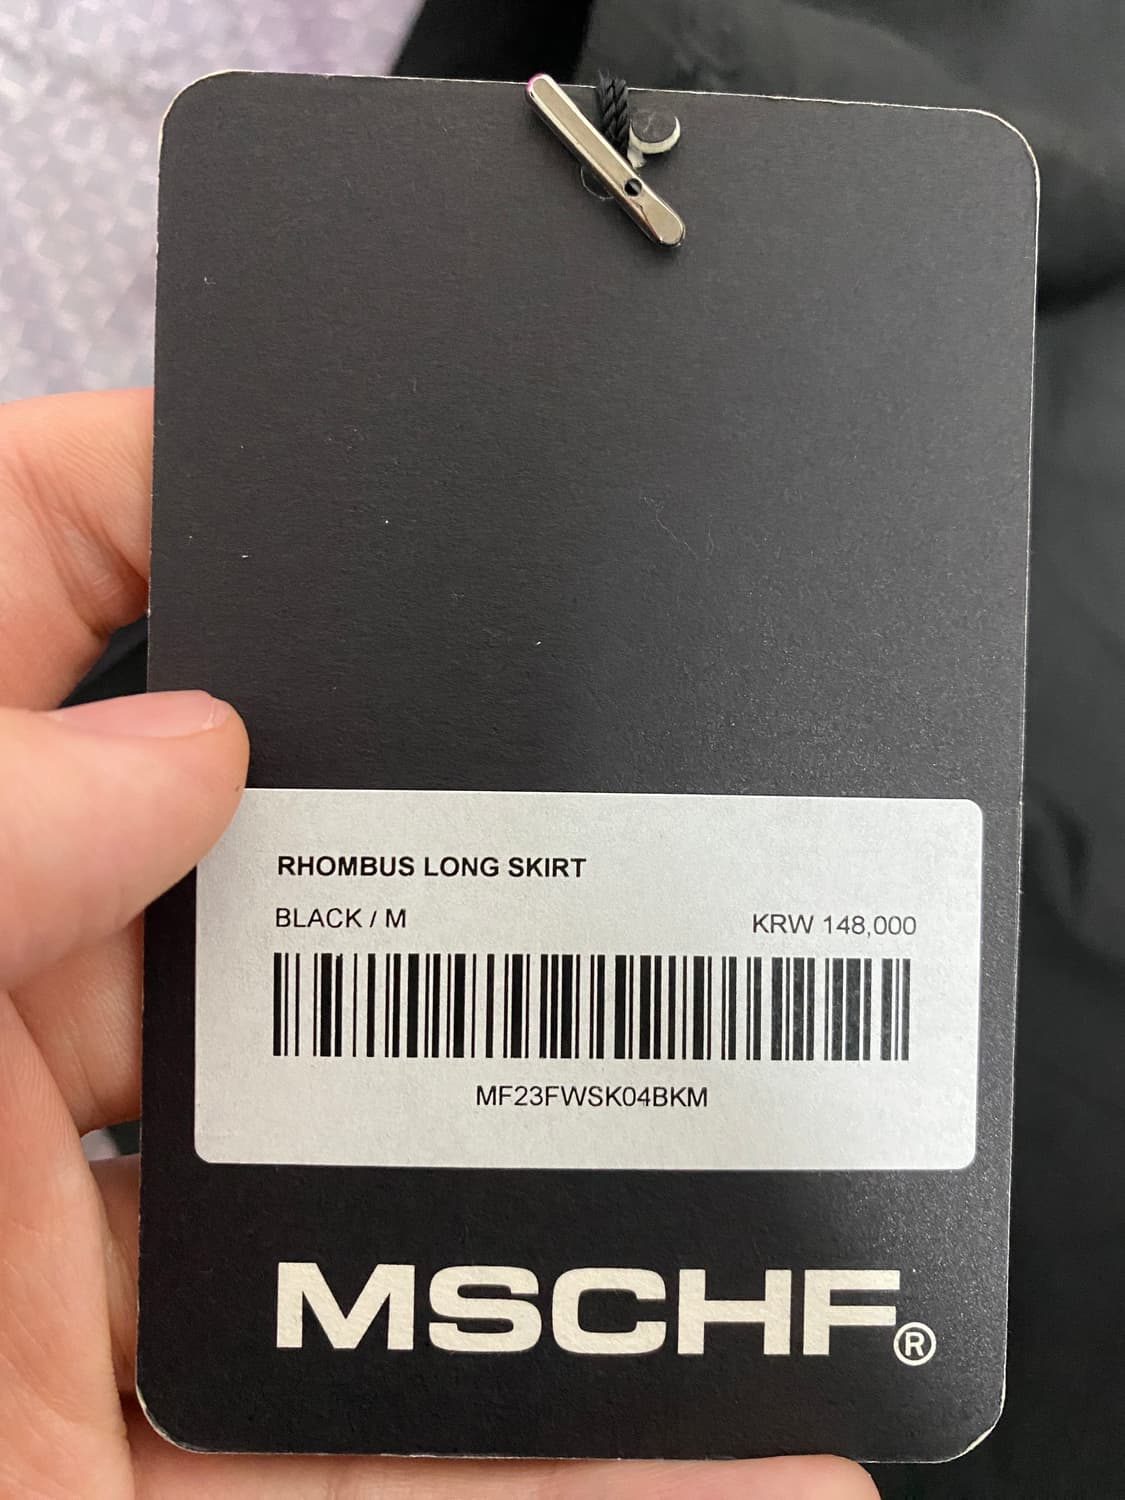 RHOMBUS LONG SKIRT
BLACK / M KRW 148,000
MF23FWSK04BKM
MSCHF®